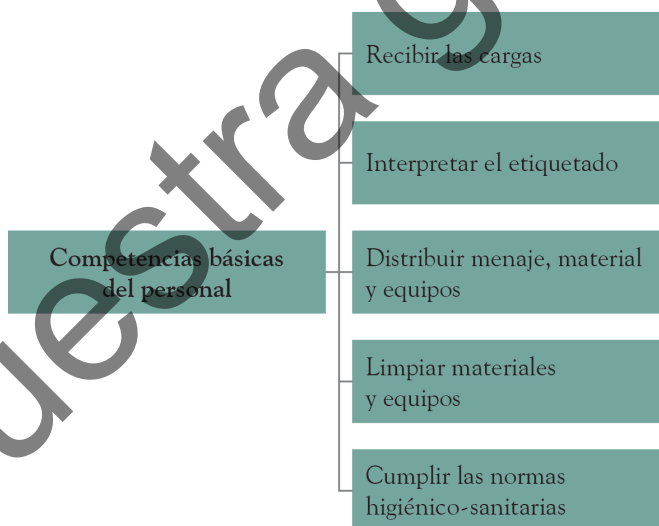 Recibir las cargas
Interpretar el etiquetado
Competencias básicas
del personal
Distribuir menaje, material
y equipos
Limpiar materiales
y equipos
Cumplir las normas
higiénico-sanitarias